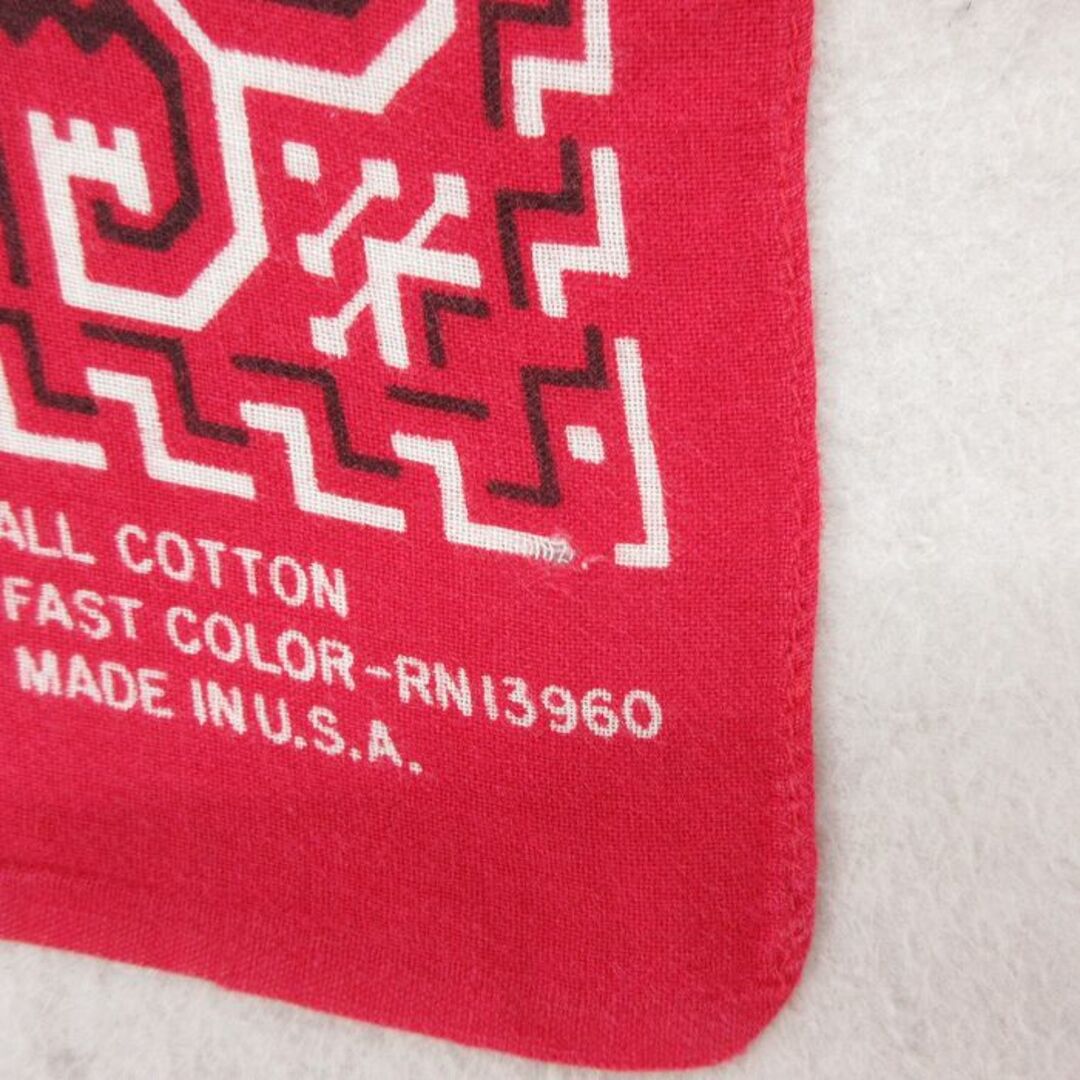 ALL COTTON
FAST COLOR-RN13960
MADE IN U.S.A.